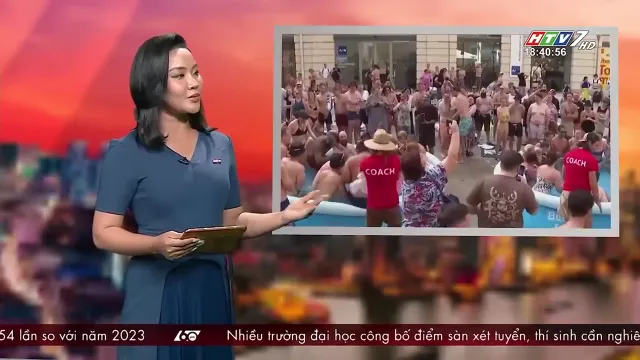 HTV7 HD
18:40:56
COACH
COACH
54 lần so với năm 2023
60
Nhiều trường đại học công bố điểm sàn xét tuyển, thí sinh cần nghiê